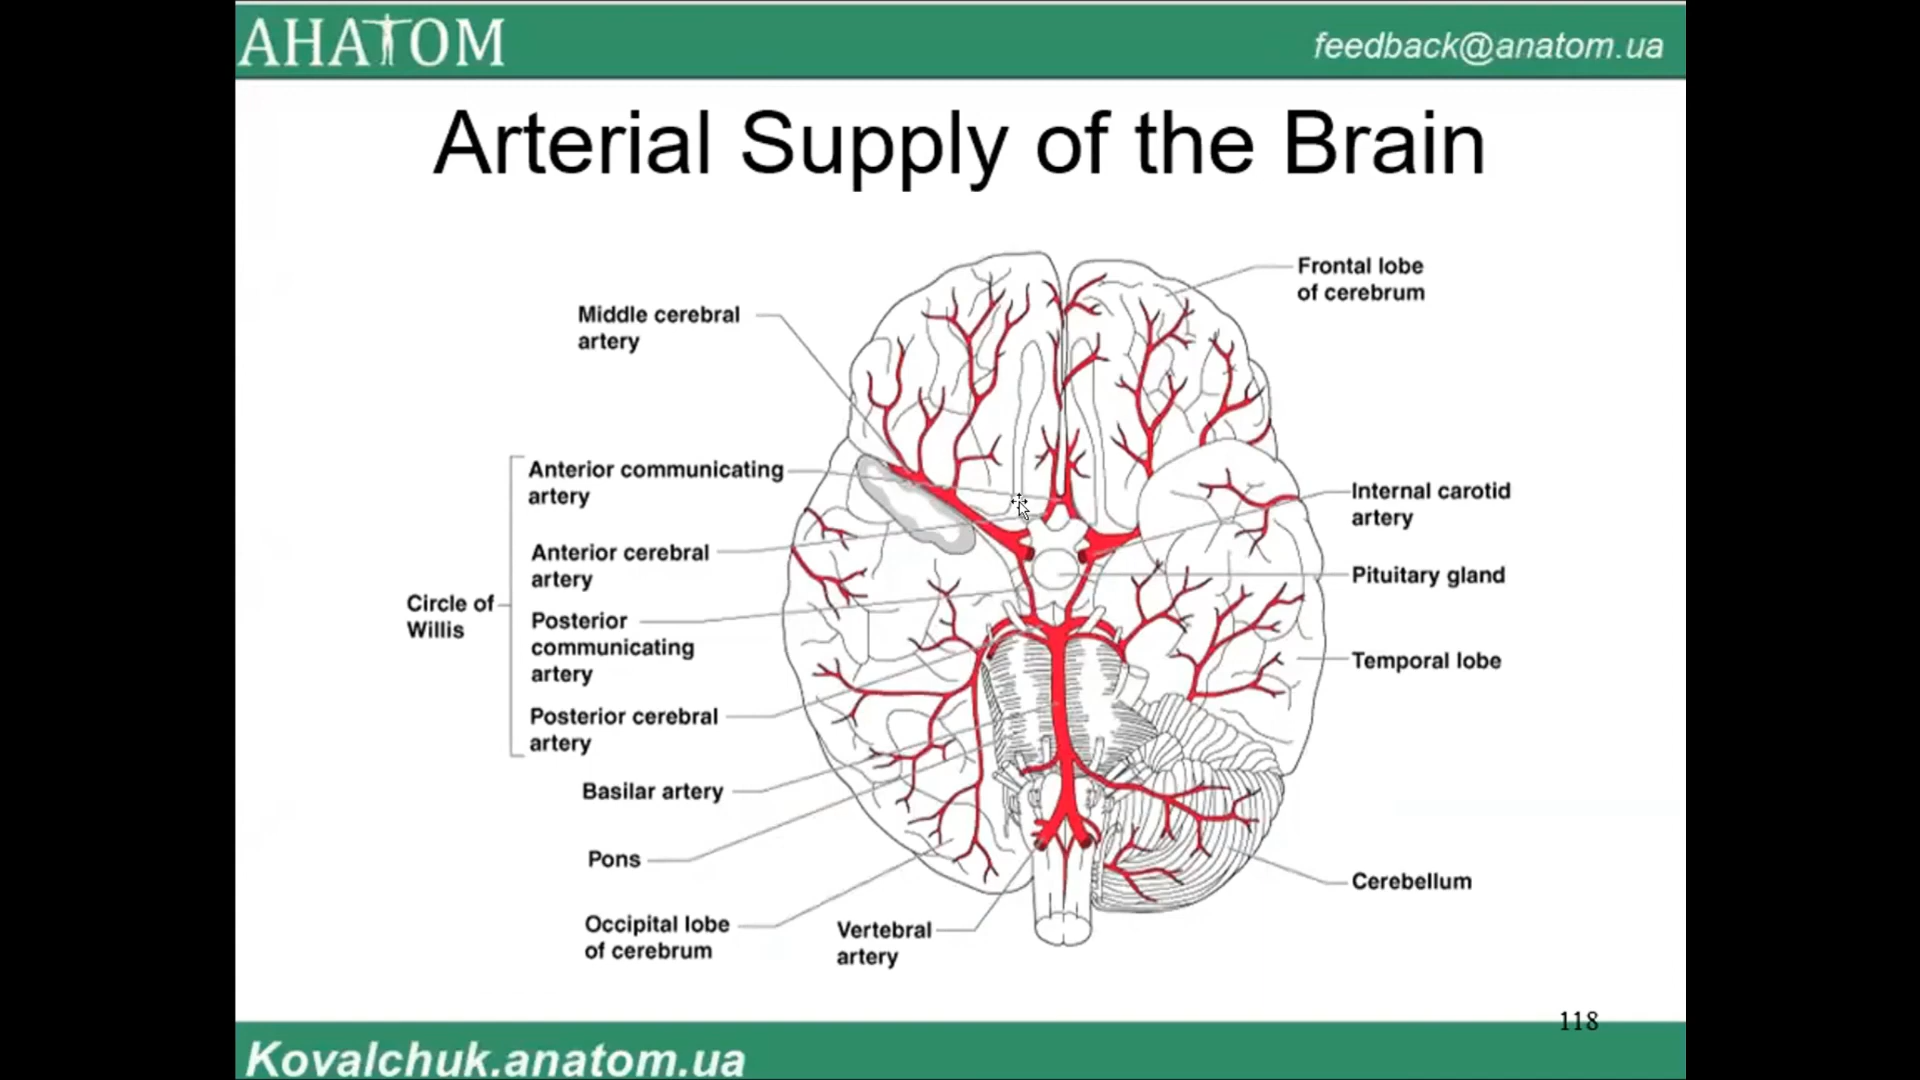 АНАТОМ
feedback@anatom.ua
Arterial Supply of the Brain
Middle cerebral
artery
Anterior communicating
artery
Anterior cerebral
artery
Circle of
Willis
Posterior
communicating
artery
Posterior cerebral
artery
Basilar artery
Pons
Occipital lobe
of cerebrum
Vertebral
artery
Frontal lobe
of cerebrum
Internal carotid
artery
Pituitary gland
Temporal lobe
Cerebellum
118
Kovalchuk.anatom.ua